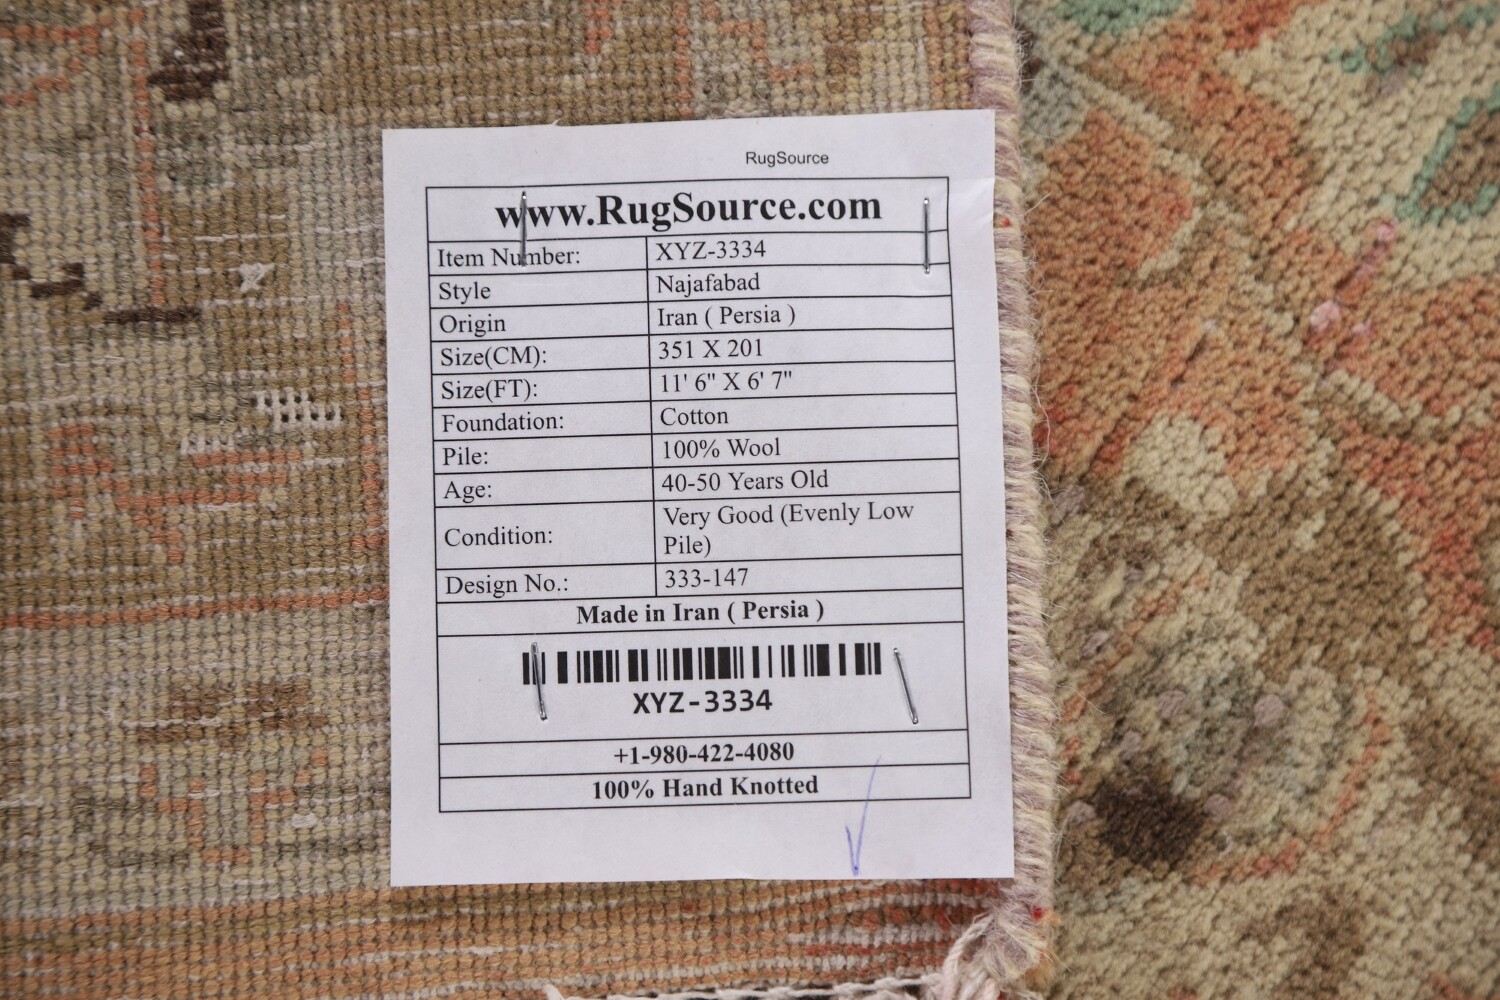 RugSource
www.RugSource.com
Item Number: XYZ-3334
Style Najafabad
Origin Iran ( Persia )
Size(CM): 351 X 201
Size(FT): 11' 6" X 6' 7"
Foundation: Cotton
Pile: 100% Wool
Age: 40-50 Years Old
Condition: Very Good (Evenly Low
Pile)
Design No.: 333-147
Made in Iran ( Persia )
XYZ-3334
+1-980-422-4080
100% Hand Knotted